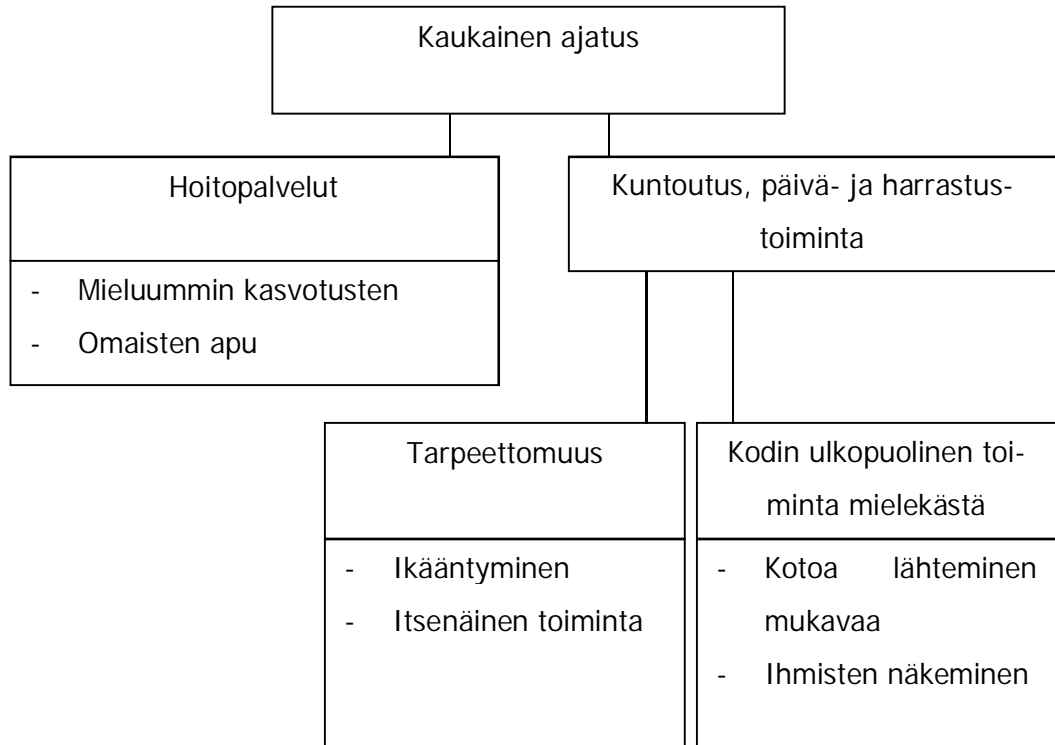 Kaukainen ajatus
Hoitopalvelut
- Mieluummin kasvotusten
- Omaisten apu
Kuntoutus, päivä- ja harrastus-
toiminta
Tarpeettomuus
- Ikääntyminen
- Itsenäinen toiminta
Kodin ulkopuolinen toi-
minta mielekästä
- Kotoa lähteminen
mukavaa
- Ihmisten näkeminen